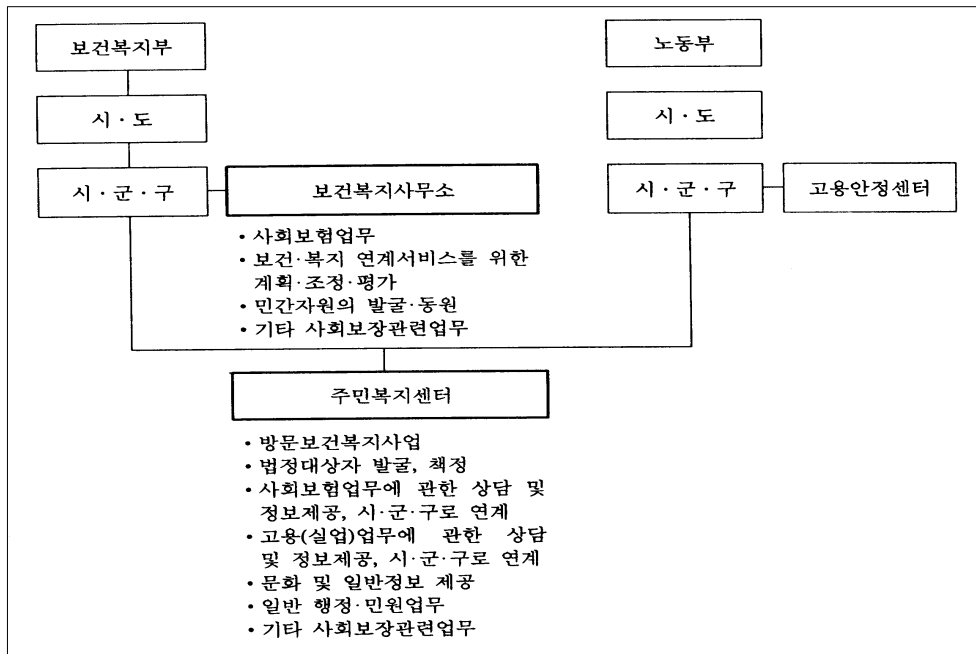 보건복지부
노동부
시·도
시·도
시·군·구
보건복지사무소
시·군·구
고용안정센터
• 사회보험업무
• 보건·복지 연계서비스를 위한
계획·조정·평가
• 민간자원의 발굴·동원
• 기타 사회보장관련업무
주민복지센터
• 방문보건복지사업
• 법정대상자 발굴, 책정
• 사회보험업무에 관한 상담 및
정보제공, 시·군·구로 연계
• 고용(실업)업무에 관한 상담
및 정보제공, 시·군·구로 연계
• 문화 및 일반정보 제공
• 일반 행정·민원업무
• 기타 사회보장관련업무